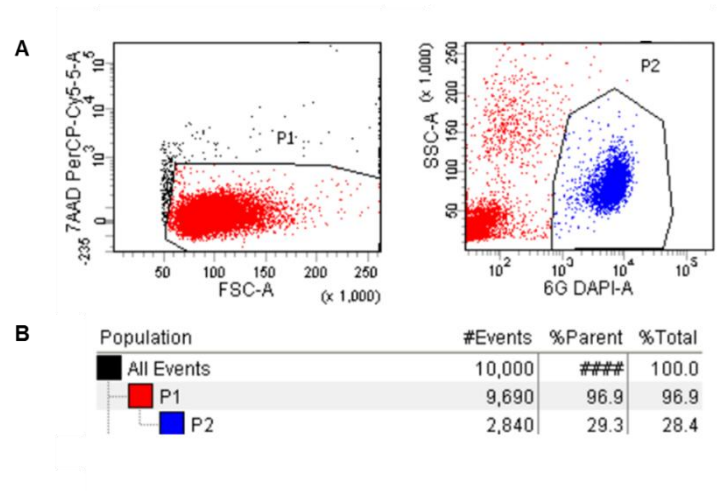 A
7AAD PerCP-Cy5-5-A
-235 0 10^3 10^4 10^5
P1
50 100 150 200 250
FSC-A
(x 1,000)
SSC-A (x 1,000)
50 100 150 200 250
P2
10^2 10^3 10^4 10^5
6G DAPI-A
B
Population #Events %Parent %Total
All Events 10,000 #### 100.0
P1 9,690 96.9 96.9
P2 2,840 29.3 28.4